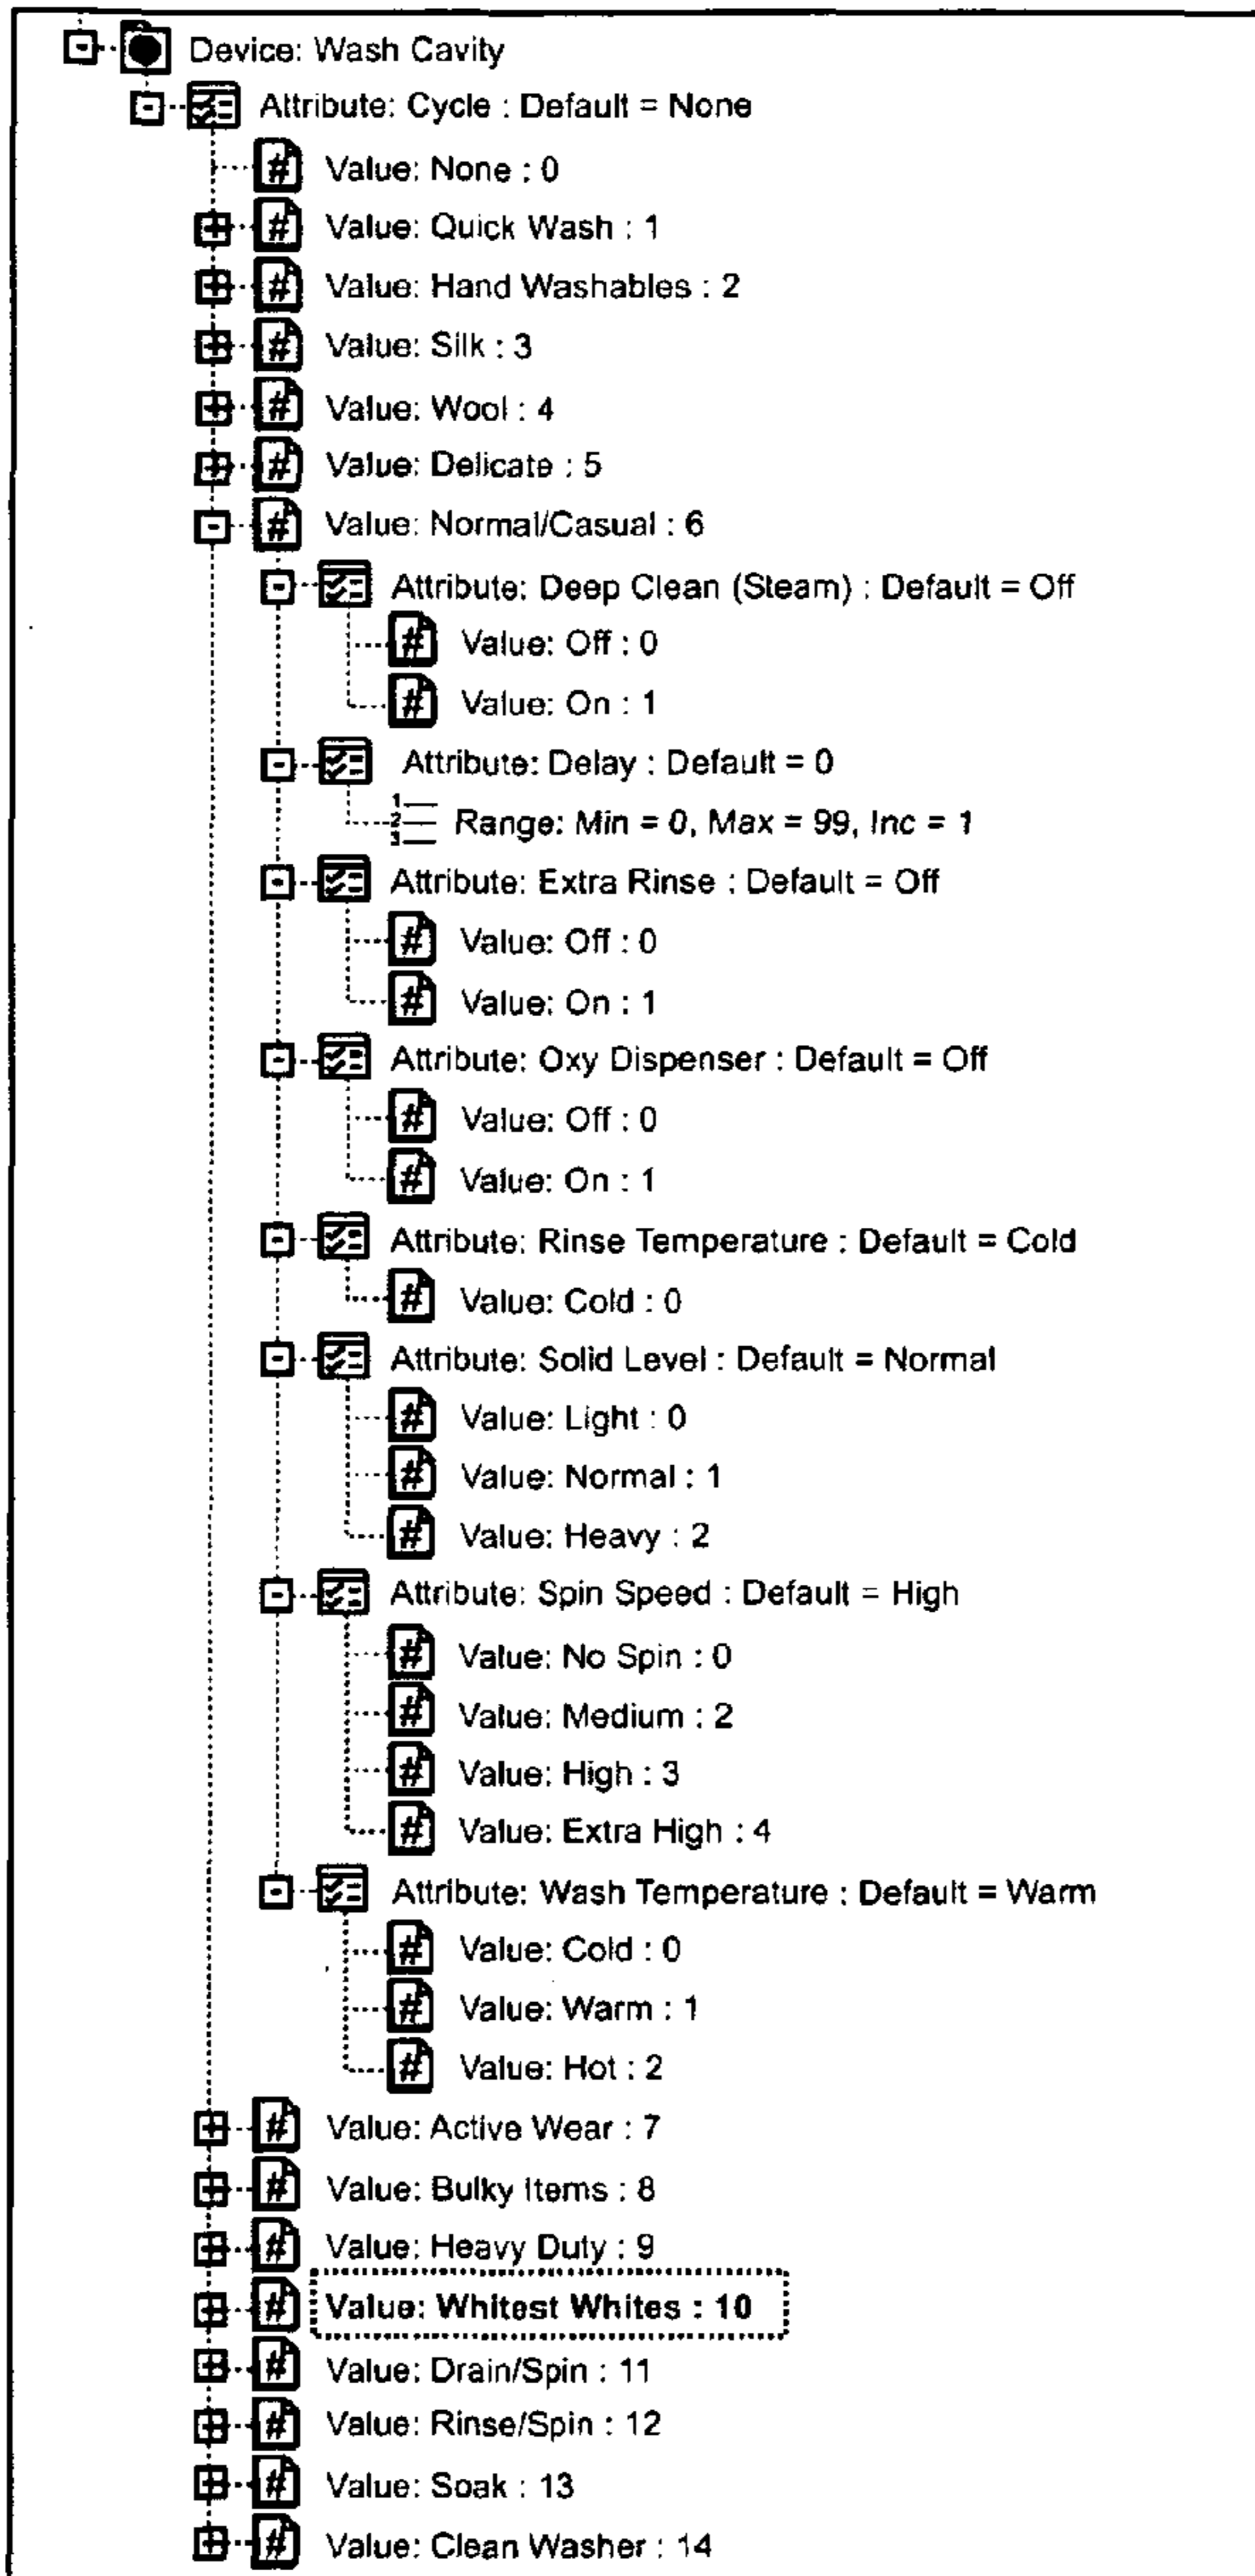 Device: Wash Cavity
Attribute: Cycle : Default = None
Value: None : 0
Value: Quick Wash : 1
Value: Hand Washables : 2
Value: Silk : 3
Value: Wool : 4
Value: Delicate : 5
Value: Normal/Casual : 6
Attribute: Deep Clean (Steam) : Default = Off
Value: Off : 0
Value: On : 1
Attribute: Delay : Default = 0
Range: Min = 0, Max = 99, Inc = 1
Attribute: Extra Rinse : Default = Off
Value: Off : 0
Value: On : 1
Attribute: Oxy Dispenser : Default = Off
Value: Off : 0
Value: On : 1
Attribute: Rinse Temperature : Default = Cold
Value: Cold : 0
Attribute: Solid Level : Default = Normal
Value: Light : 0
Value: Normal : 1
Value: Heavy : 2
Attribute: Spin Speed : Default = High
Value: No Spin : 0
Value: Medium : 2
Value: High : 3
Value: Extra High : 4
Attribute: Wash Temperature : Default = Warm
Value: Cold : 0
Value: Warm : 1
Value: Hot : 2
Value: Active Wear : 7
Value: Bulky Items : 8
Value: Heavy Duty : 9
Value: Whitest Whites : 10
Value: Drain/Spin : 11
Value: Rinse/Spin : 12
Value: Soak : 13
Value: Clean Washer : 14